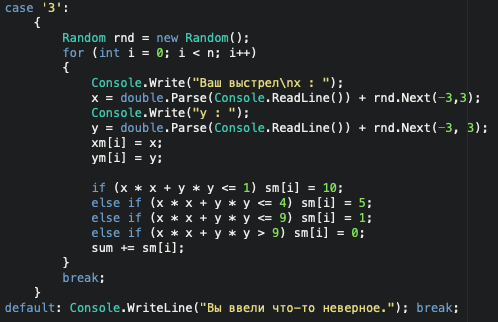 case '3':
{
Random rnd = new Random();
for (int i = 0; i < n; i++)
{
Console.Write("Ваш выстрел\nx : ");
x = double.Parse(Console.ReadLine()) + rnd.Next(-3,3);
Console.Write("y : ");
y = double.Parse(Console.ReadLine()) + rnd.Next(-3, 3);
xm[i] = x;
ym[i] = y;
if (x * x + y * y <= 1) sm[i] = 10;
else if (x * x + y * y <= 4) sm[i] = 5;
else if (x * x + y * y <= 9) sm[i] = 1;
else if (x * x + y * y > 9) sm[i] = 0;
sum += sm[i];
}
break;
}
default: Console.WriteLine("Вы ввели что-то неверное."); break;